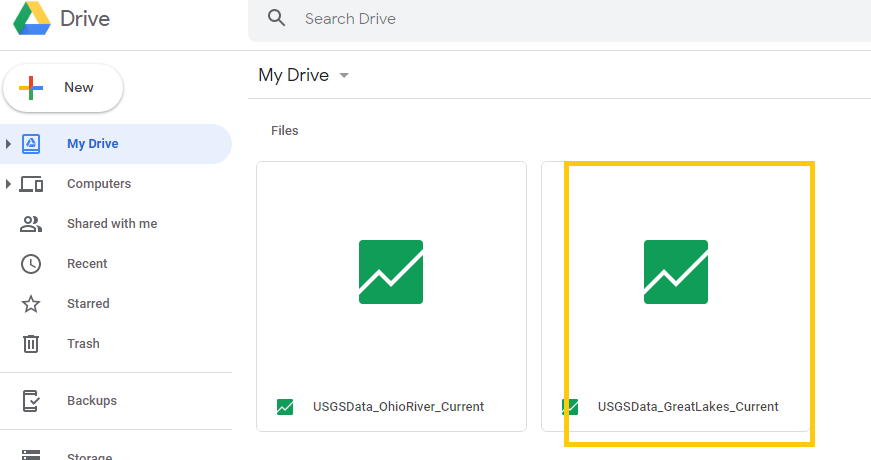 Drive
Search Drive
New
My Drive
My Drive
Computers
Shared with me
Recent
Starred
Trash
Backups
Storage
Files
USGSData_OhioRiver_Current
USGSData_GreatLakes_Current